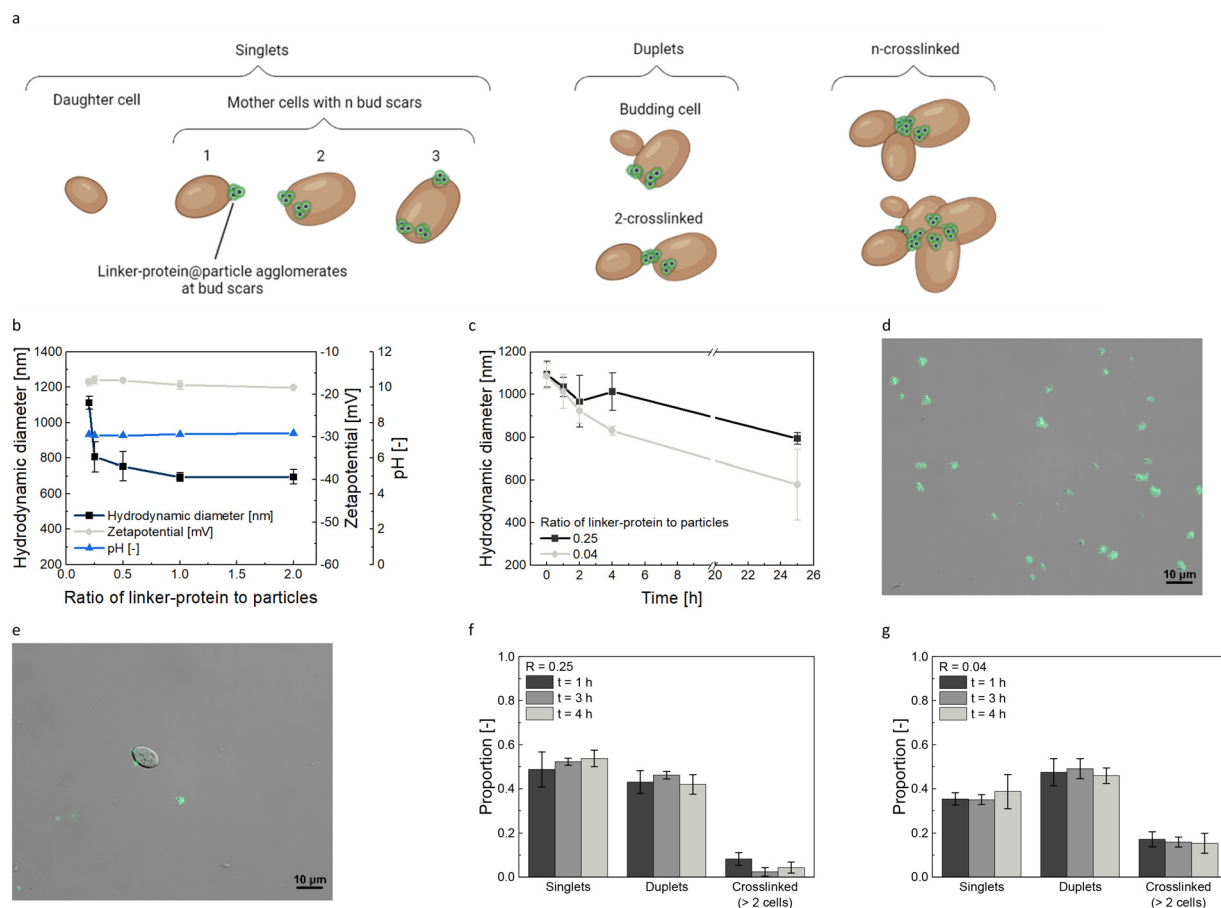 a
Singlets
Duplets
n-crosslinked
Daughter cell
Mother cells with n bud scars
Budding cell
1
2
3
2-crosslinked
Linker-protein@particle agglomerates
at bud scars
b
Hydrodynamic diameter [nm]
1400
1200
1000
800
600
400
200
0.0
0.5
1.0
1.5
2.0
Ratio of linker-protein to particles
Hydrodynamic diameter [nm]
Zetapotential [mV]
pH [-]
-10
-20
-30
-40
-50
-60
Zetapotential [mV]
12
10
8
6
4
2
0
pH [-]
c
Hydrodynamic diameter [nm]
1200
1000
800
600
400
200
0
2
4
6
8
20
22
24
26
Time [h]
Ratio of linker-protein to particles
0.25
0.04
d
10 µm
e
10 µm
f
Proportion [-]
1.0
0.8
0.6
0.4
0.2
0.0
R = 0.25
t = 1 h
t = 3 h
t = 4 h
Singlets
Duplets
Crosslinked
(> 2 cells)
g
Proportion [-]
1.0
0.8
0.6
0.4
0.2
0.0
R = 0.04
t = 1 h
t = 3 h
t = 4 h
Singlets
Duplets
Crosslinked
(> 2 cells)